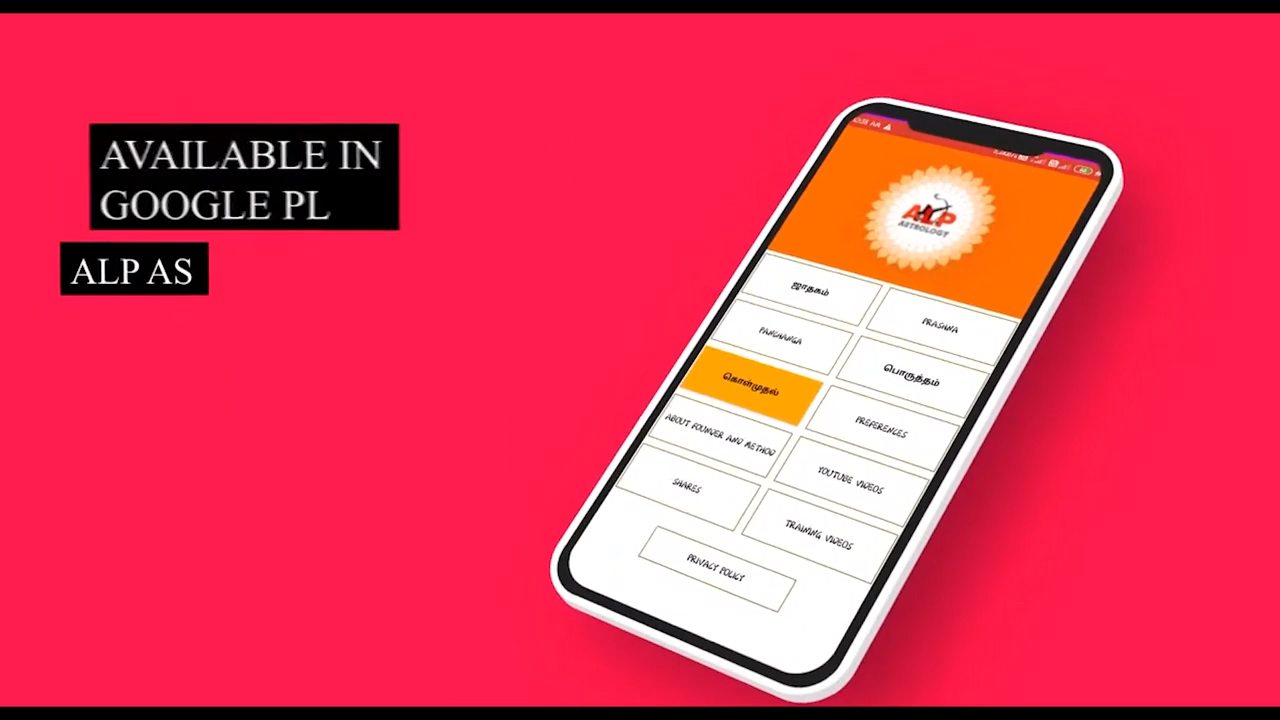 AVAILABLE IN
GOOGLE PL
ALP AS
ALP
ASTROLOGY
ஜாதகம்
PRASHNA
PANCHANGA
பொருத்தம்
கொள்முதல்
PREFERENCES
ABOUT FOUNDER AND METHOD
YOUTUBE VIDEOS
SHARES
TRAINING VIDEOS
PRIVACY POLICY